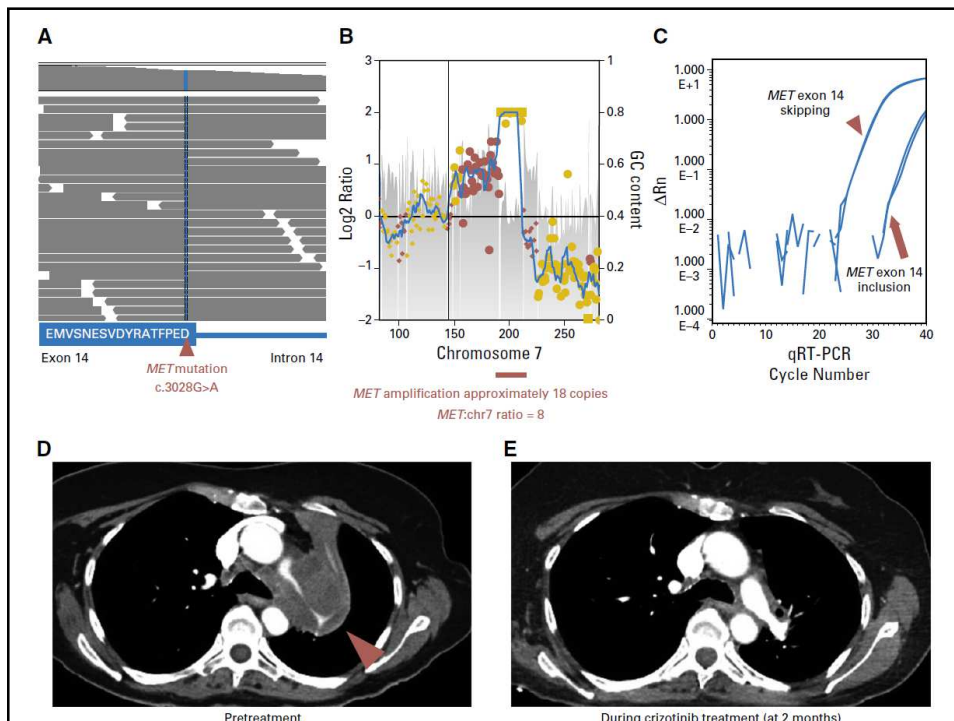 A
EMVSNESVDYRATFPED
Exon 14
Intron 14
MET mutation
c.3028G>A
B
3
2
1
0
−1
−2
Log2 Ratio
1
0.8
0.6
0.4
0.2
0
GC content
100
150
200
250
Chromosome 7
MET amplification approximately 18 copies
MET:chr7 ratio = 8
C
1.000
E+1
1.000
1.000
E−1
1.000
E−2
1.000
E−3
1.000
E−4
ΔRn
MET exon 14
skipping
MET exon 14
inclusion
0
10
20
30
40
qRT-PCR
Cycle Number
D
Pretreatment
E
During crizotinib treatment (at 2 months)